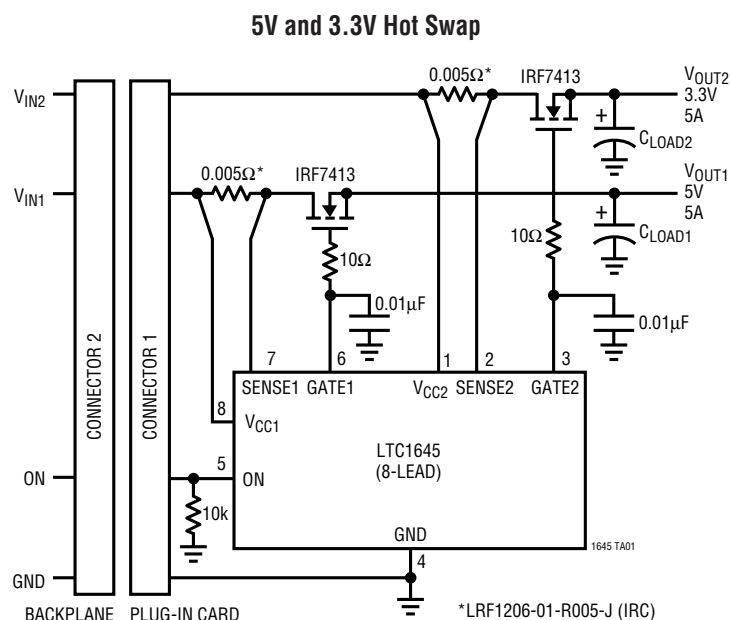 5V and 3.3V Hot Swap
0.005Ω*
IRF7413
VOUT2
3.3V
5A
VIN2
+
CLOAD2
0.005Ω*
IRF7413
VOUT1
5V
5A
VIN1
+
CLOAD1
10Ω
10Ω
0.01µF
0.01µF
7
6
1
2
3
SENSE1
GATE1
VCC2
SENSE2
GATE2
8
VCC1
CONNECTOR 2
CONNECTOR 1
LTC1645
(8-LEAD)
ON
5
ON
10k
GND
1645 TA01
4
GND
BACKPLANE
PLUG-IN CARD
*LRF1206-01-R005-J (IRC)